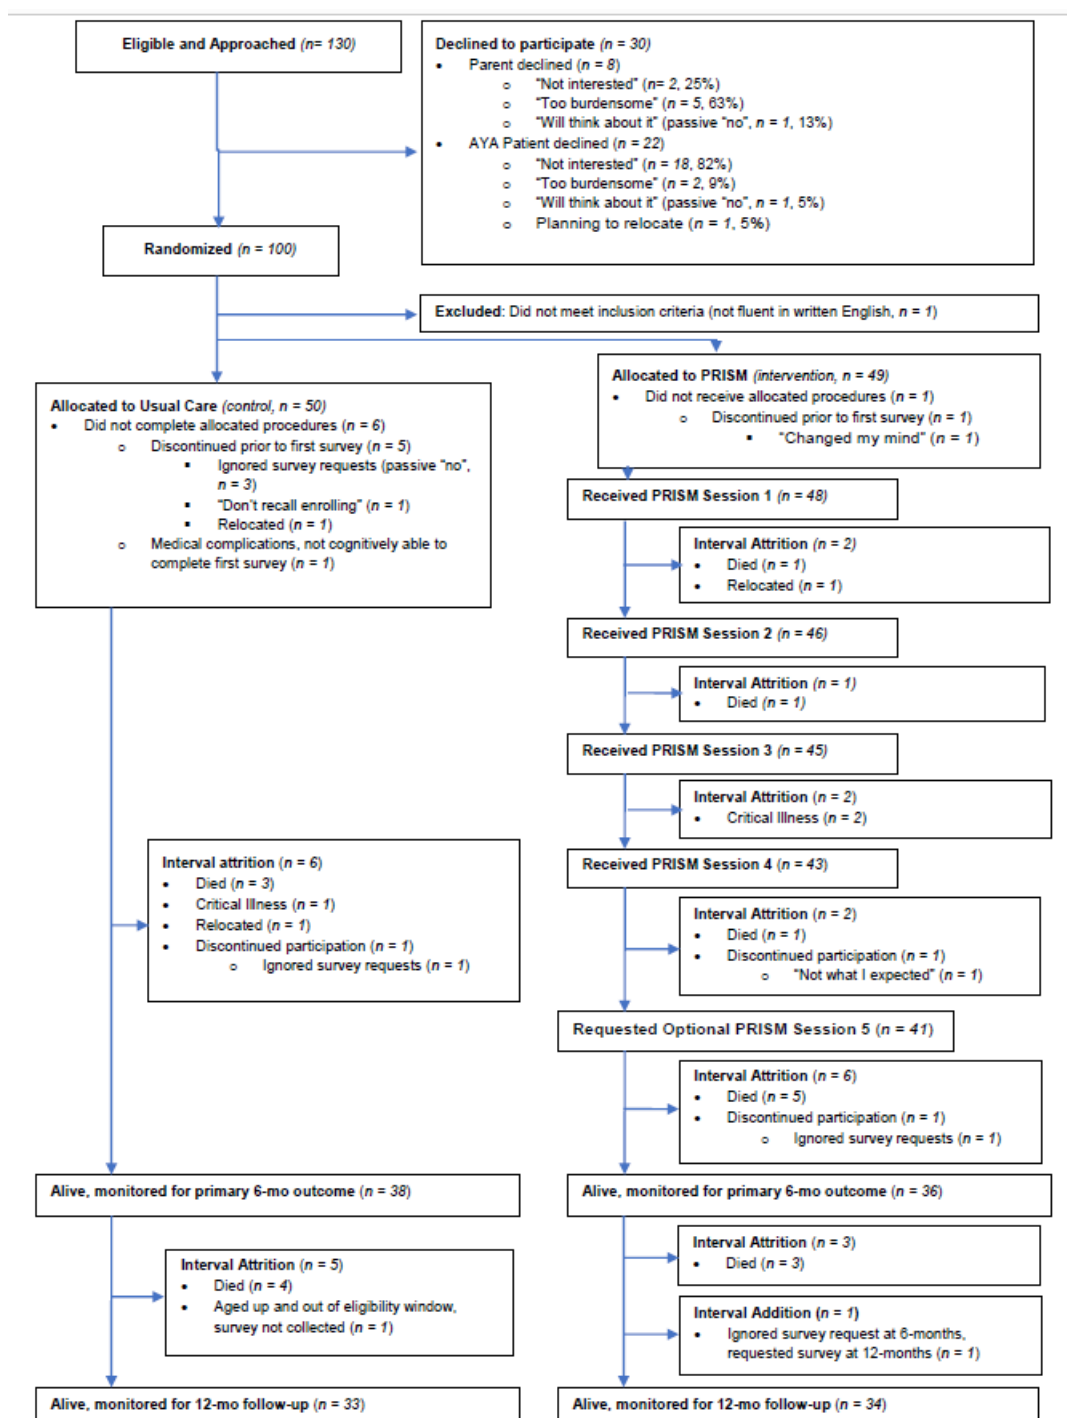 Eligible and Approached (n= 130)
Declined to participate (n = 30)
• Parent declined (n = 8)
o "Not interested" (n= 2, 25%)
o "Too burdensome" (n = 5, 63%)
o "Will think about it" (passive "no", n = 1, 13%)
• AYA Patient declined (n = 22)
o "Not interested" (n = 18, 82%)
o "Too burdensome" (n = 2, 9%)
o "Will think about it" (passive "no", n = 1, 5%)
o Planning to relocate (n = 1, 5%)
Randomized (n = 100)
Excluded: Did not meet inclusion criteria (not fluent in written English, n = 1)
Allocated to Usual Care (control, n = 50)
• Did not complete allocated procedures (n = 6)
o Discontinued prior to first survey (n = 5)
▪ Ignored survey requests (passive "no",
n = 3)
▪ "Don't recall enrolling" (n = 1)
▪ Relocated (n = 1)
o Medical complications, not cognitively able to
complete first survey (n = 1)
Allocated to PRISM (intervention, n = 49)
• Did not receive allocated procedures (n = 1)
o Discontinued prior to first survey (n = 1)
▪ "Changed my mind" (n = 1)
Received PRISM Session 1 (n = 48)
Interval Attrition (n = 2)
• Died (n = 1)
• Relocated (n = 1)
Received PRISM Session 2 (n = 46)
Interval Attrition (n = 1)
• Died (n = 1)
Received PRISM Session 3 (n = 45)
Interval Attrition (n = 2)
• Critical Illness (n = 2)
Received PRISM Session 4 (n = 43)
Interval attrition (n = 6)
• Died (n = 3)
• Critical Illness (n = 1)
• Relocated (n = 1)
• Discontinued participation (n = 1)
o Ignored survey requests (n = 1)
Interval Attrition (n = 2)
• Died (n = 1)
• Discontinued participation (n = 1)
o "Not what I expected" (n = 1)
Requested Optional PRISM Session 5 (n = 41)
Interval Attrition (n = 6)
• Died (n = 5)
• Discontinued participation (n = 1)
o Ignored survey requests (n = 1)
Alive, monitored for primary 6-mo outcome (n = 38)
Alive, monitored for primary 6-mo outcome (n = 36)
Interval Attrition (n = 5)
• Died (n = 4)
• Aged up and out of eligibility window,
survey not collected (n = 1)
Interval Attrition (n = 3)
• Died (n = 3)
Interval Addition (n = 1)
• Ignored survey request at 6-months,
requested survey at 12-months (n = 1)
Alive, monitored for 12-mo follow-up (n = 33)
Alive, monitored for 12-mo follow-up (n = 34)